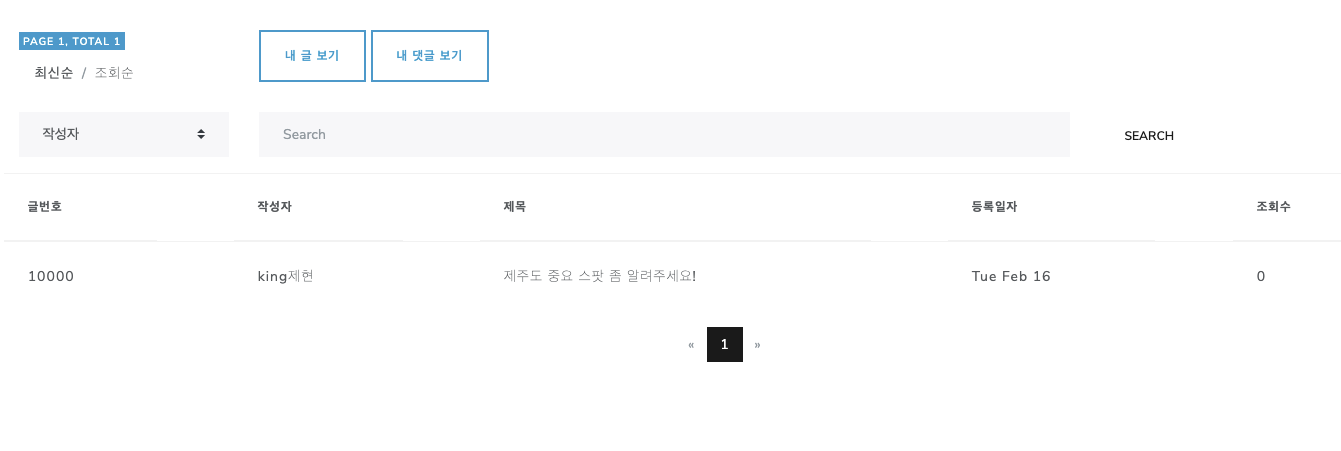 PAGE 1, TOTAL 1
내 글 보기 내 댓글 보기
최신순 / 조회순
작성자 Search SEARCH
글번호 작성자 제목 등록일자 조회수
10000 king제현 제주도 중요 스팟 좀 알려주세요! Tue Feb 16 0
« 1 »